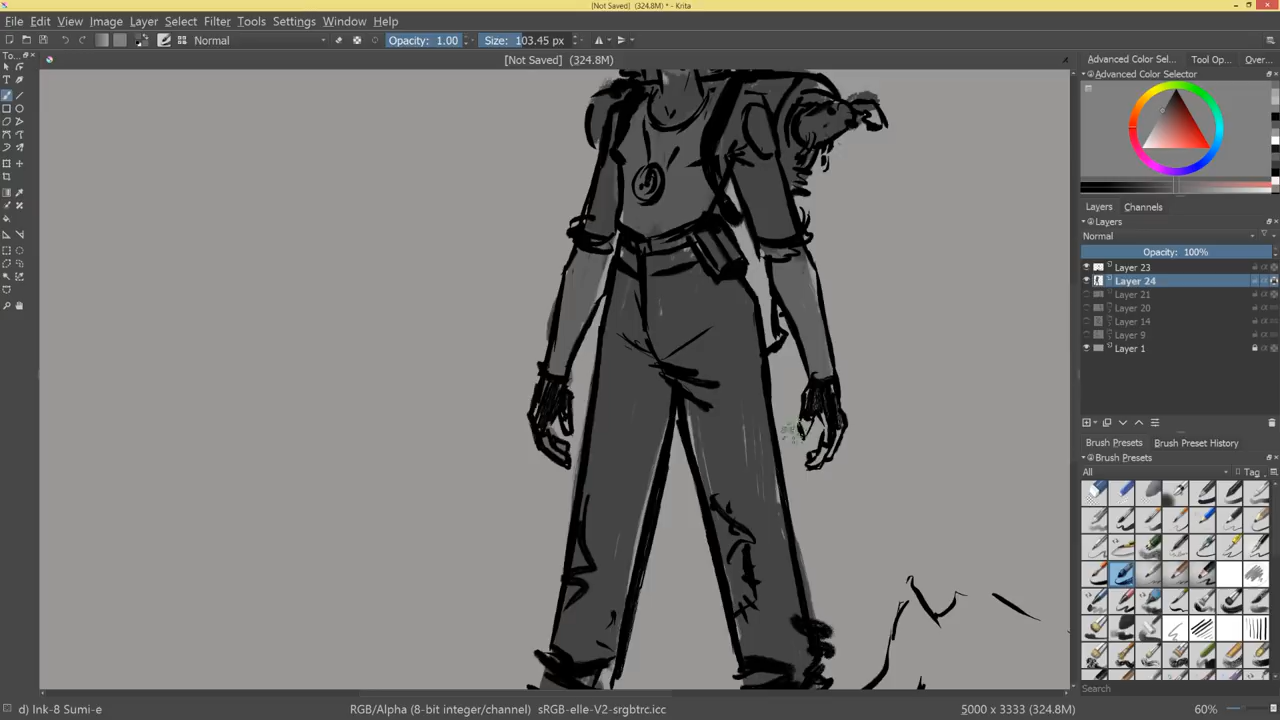 [Not Saved] (324.8M) * - Krita
File Edit View Image Layer Select Filter Tools Settings Window Help
Normal Opacity: 1.00 Size: 103.45 px
To... [Not Saved] (324.8M) Advanced Color Sel... Tool Op... Over...
Advanced Color Selector
Layers Channels
Layers
Normal
Opacity: 100%
Layer 23
Layer 24
Layer 21
Layer 20
Layer 14
Layer 9
Layer 1
Brush Presets Brush Preset History
Brush Presets
All Tag
Search
d) Ink-8 Sumi-e RGB/Alpha (8-bit integer/channel) sRGB-elle-V2-srgbtrc.icc 5000 x 3333 (324.8M) 60%